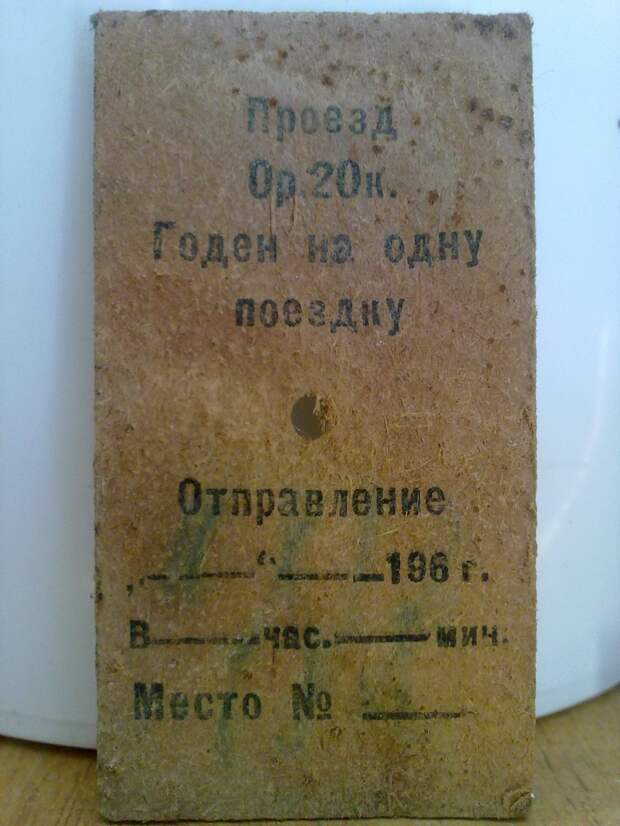 Проезд
0р.20к.
Годен на одну
поездку
Отправление
„ — — “ — — 196 г.
В — — час. — — мин.
Место № — —